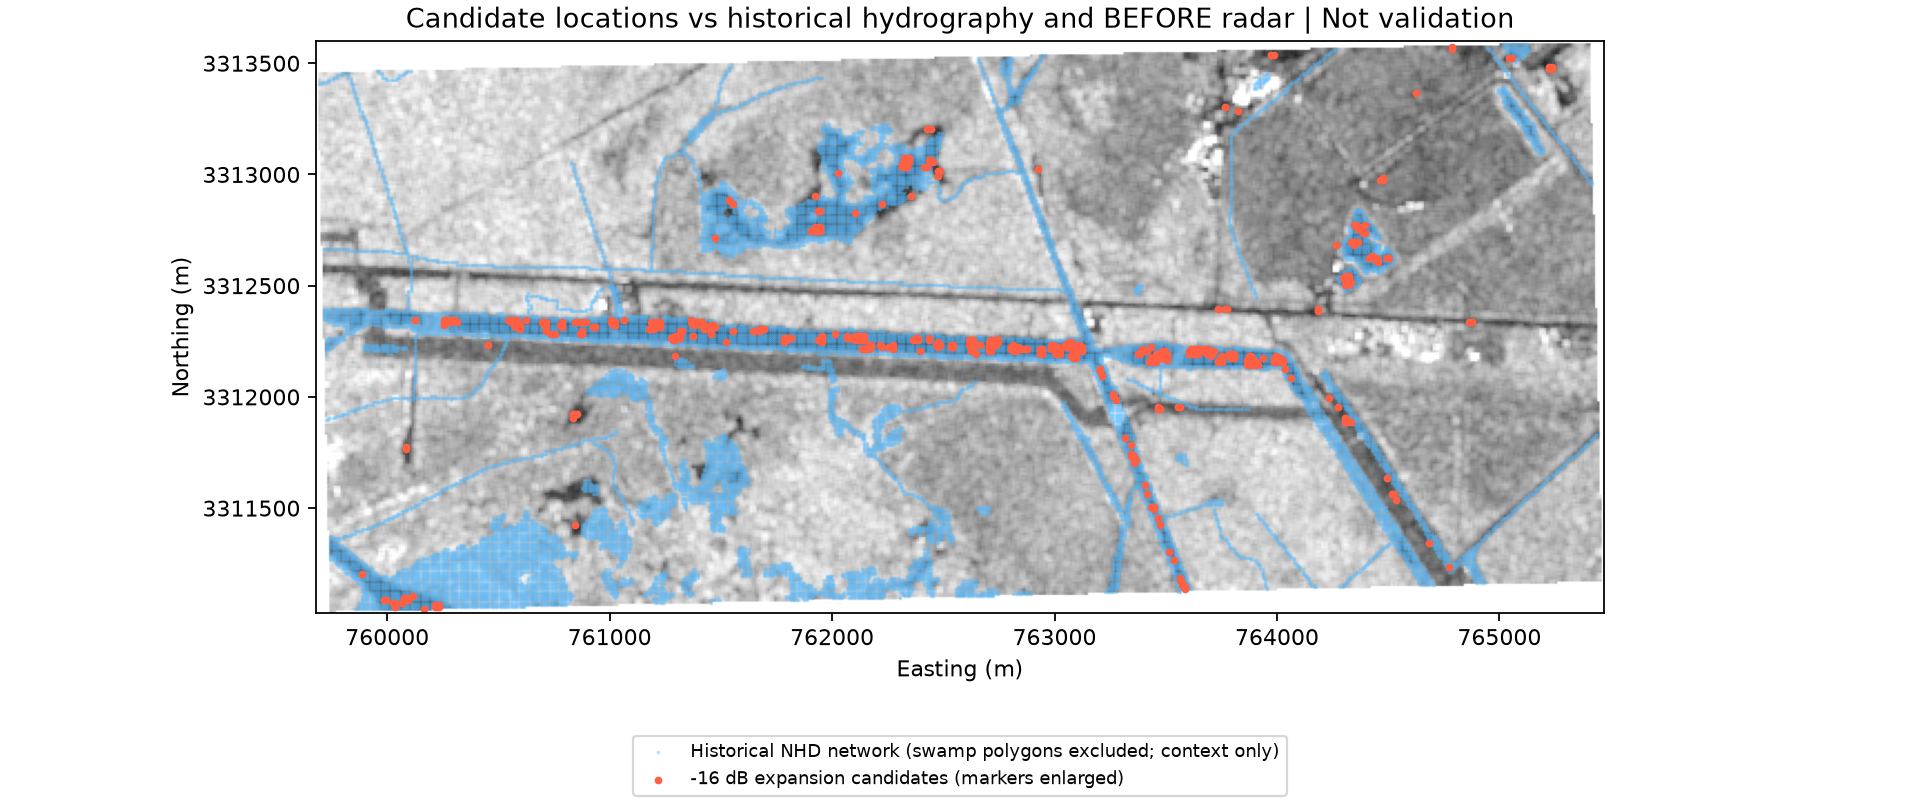 Candidate locations vs historical hydrography and BEFORE radar | Not validation
3313500
3313000
3312500
3312000
3311500
Northing (m)
760000 761000 762000 763000 764000 765000
Easting (m)
Historical NHD network (swamp polygons excluded; context only)
-16 dB expansion candidates (markers enlarged)